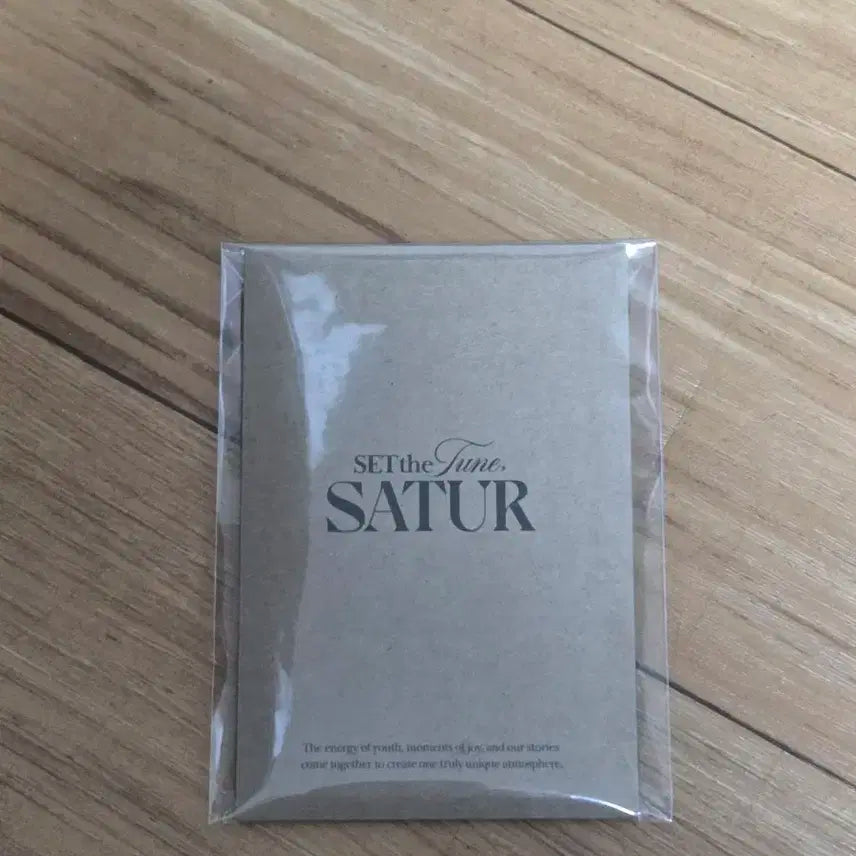 SET the Tune,
SATUR
The energy of youth, moments of joy, and our stories
come together to create one truly unique atmosphere.